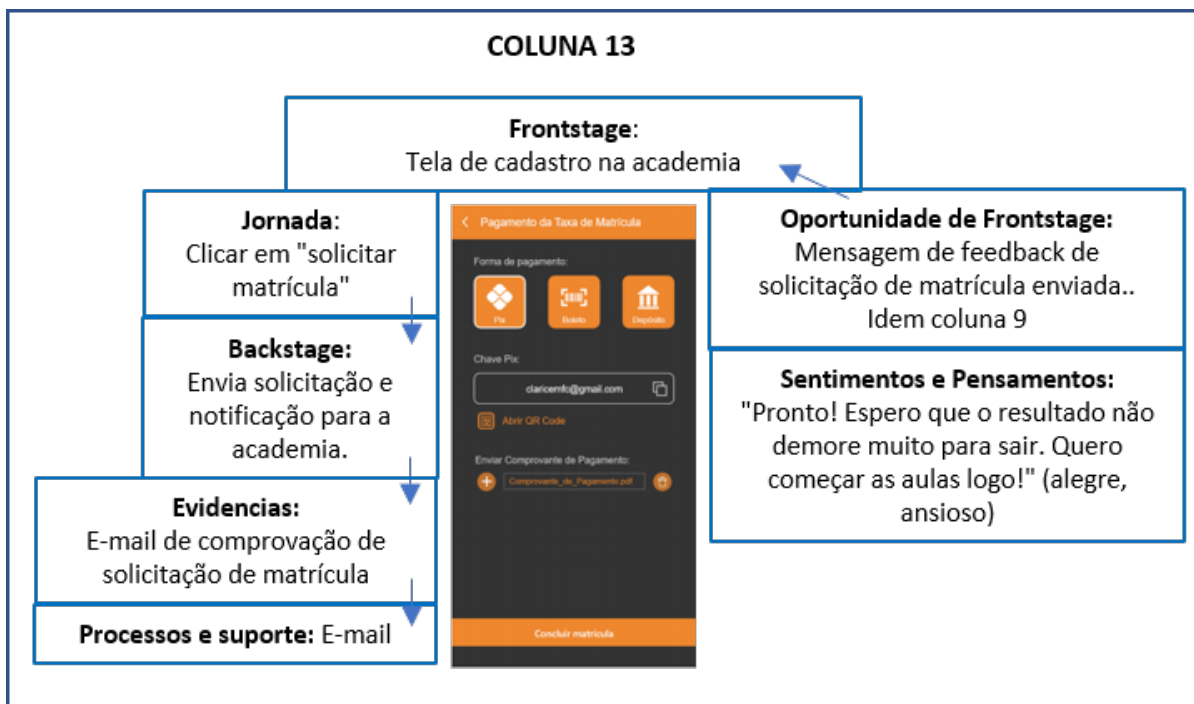 COLUNA 13
Frontstage:
Tela de cadastro na academia
Jornada:
Clicar em "solicitar
matrícula"
Backstage:
Envia solicitação e
notificação para a
academia.
Evidencias:
E-mail de comprovação de
solicitação de matrícula
Processos e suporte: E-mail
Pagamento da Taxa de Matrícula
Forma de pagamento:
Pix
Boleto
Depósito
Chave Pix:
claricemfc@gmail.com
Abrir QR Code
Enviar Comprovante de Pagamento:
Comprovante_de_Pagamento.pdf
Concluir matrícula
Oportunidade de Frontstage:
Mensagem de feedback de
solicitação de matrícula enviada..
Idem coluna 9
Sentimentos e Pensamentos:
"Pronto! Espero que o resultado não
demore muito para sair. Quero
começar as aulas logo!" (alegre,
ansioso)